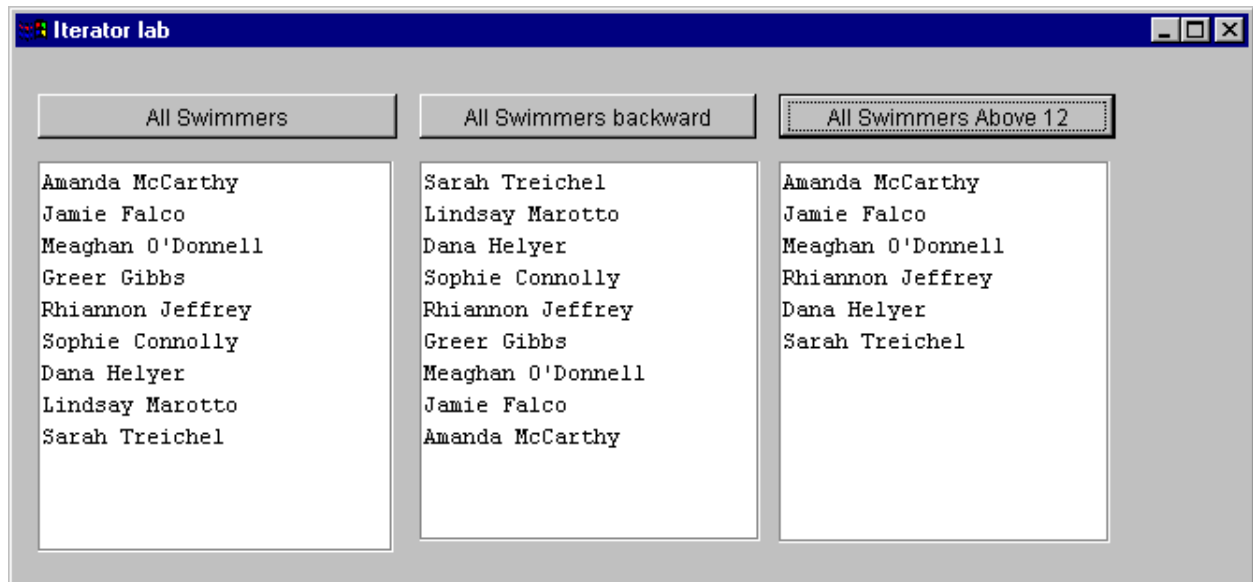 Iterator lab
All Swimmers
Amanda McCarthy
Jamie Falco
Meaghan O'Donnell
Greer Gibbs
Rhiannon Jeffrey
Sophie Connolly
Dana Helyer
Lindsay Marotto
Sarah Treichel
All Swimmers backward
Sarah Treichel
Lindsay Marotto
Dana Helyer
Sophie Connolly
Rhiannon Jeffrey
Greer Gibbs
Meaghan O'Donnell
Jamie Falco
Amanda McCarthy
All Swimmers Above 12
Amanda McCarthy
Jamie Falco
Meaghan O'Donnell
Rhiannon Jeffrey
Dana Helyer
Sarah Treichel